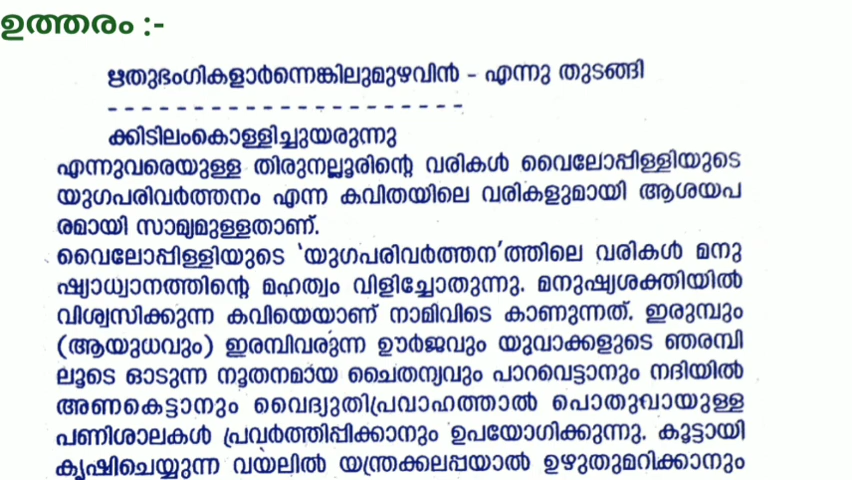 ഉത്തരം :-
ഋതുഭംഗികളാർന്നെങ്കിലുമുഴവിൻ - എന്നു തുടങ്ങി
- - - - - - - - - - - - - - - - - - - - - -
ക്കിടിലംകൊള്ളിച്ചുയരുന്നു
എന്നുവരെയുള്ള തിരുനല്ലൂരിന്റെ വരികൾ വൈലോപ്പിള്ളിയുടെ
യുഗപരിവർത്തനം എന്ന കവിതയിലെ വരികളുമായി ആശയപ
രമായി സാമ്യമുള്ളതാണ്.
വൈലോപ്പിള്ളിയുടെ 'യുഗപരിവർത്തന'ത്തിലെ വരികൾ മനു
ഷ്യാധ്വാനത്തിന്റെ മഹത്വം വിളിച്ചോതുന്നു. മനുഷ്യശക്തിയിൽ
വിശ്വസിക്കുന്ന കവിയെയാണ് നാമിവിടെ കാണുന്നത്. ഇരുമ്പും
(ആയുധവും) ഇരമ്പിവരുന്ന ഊർജവും യുവാക്കളുടെ ഞരമ്പി
ലൂടെ ഓടുന്ന നൂതനമായ ചൈതന്യവും പാറവെട്ടാനും നദിയിൽ
അണകെട്ടാനും വൈദ്യുതിപ്രവാഹത്താൽ പൊതുവായുള്ള
പണിശാലകൾ പ്രവർത്തിപ്പിക്കാനും ഉപയോഗിക്കുന്നു. കൂട്ടായി
കൃഷിചെയ്യുന്ന വയലിൽ യന്ത്രക്കലപ്പയാൽ ഉഴുതുമറിക്കാനും